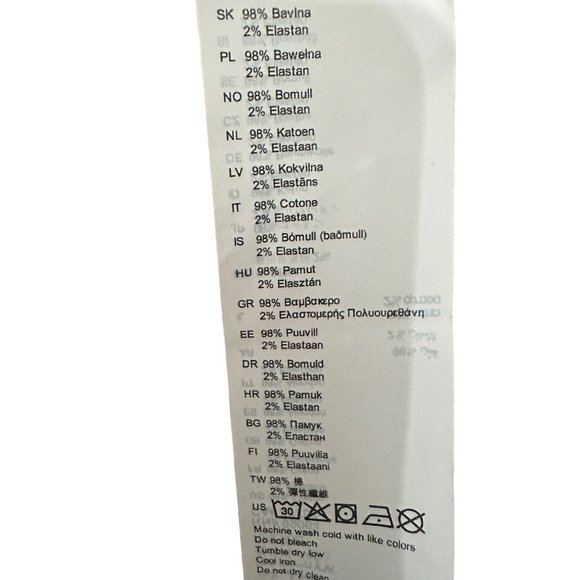 SK 98% Bavlna
2% Elastan
PL 98% Bawełna
2% Elastan
NO 98% Bomull
2% Elastan
NL 98% Katoen
2% Elastaan
LV 98% Kokvilna
2% Elastāns
IT 98% Cotone
2% Elastan
IS 98% Bómull (baðmull)
2% Elastan
HU 98% Pamut
2% Elasztán
GR 98% Βαμβακερο
2% Ελαστομερής Πολυουρεθάνη
EE 98% Puuvill
2% Elastaan
DR 98% Bomuld
2% Elasthan
HR 98% Pamuk
2% Elastan
BG 98% Памук
2% Еластан
FI 98% Puuvilla
2% Elastaani
TW 98% 棉
2% 彈性纖維
US 30
Machine wash cold with like colors
Do not bleach
Tumble dry low
Cool iron
Do not dry clean